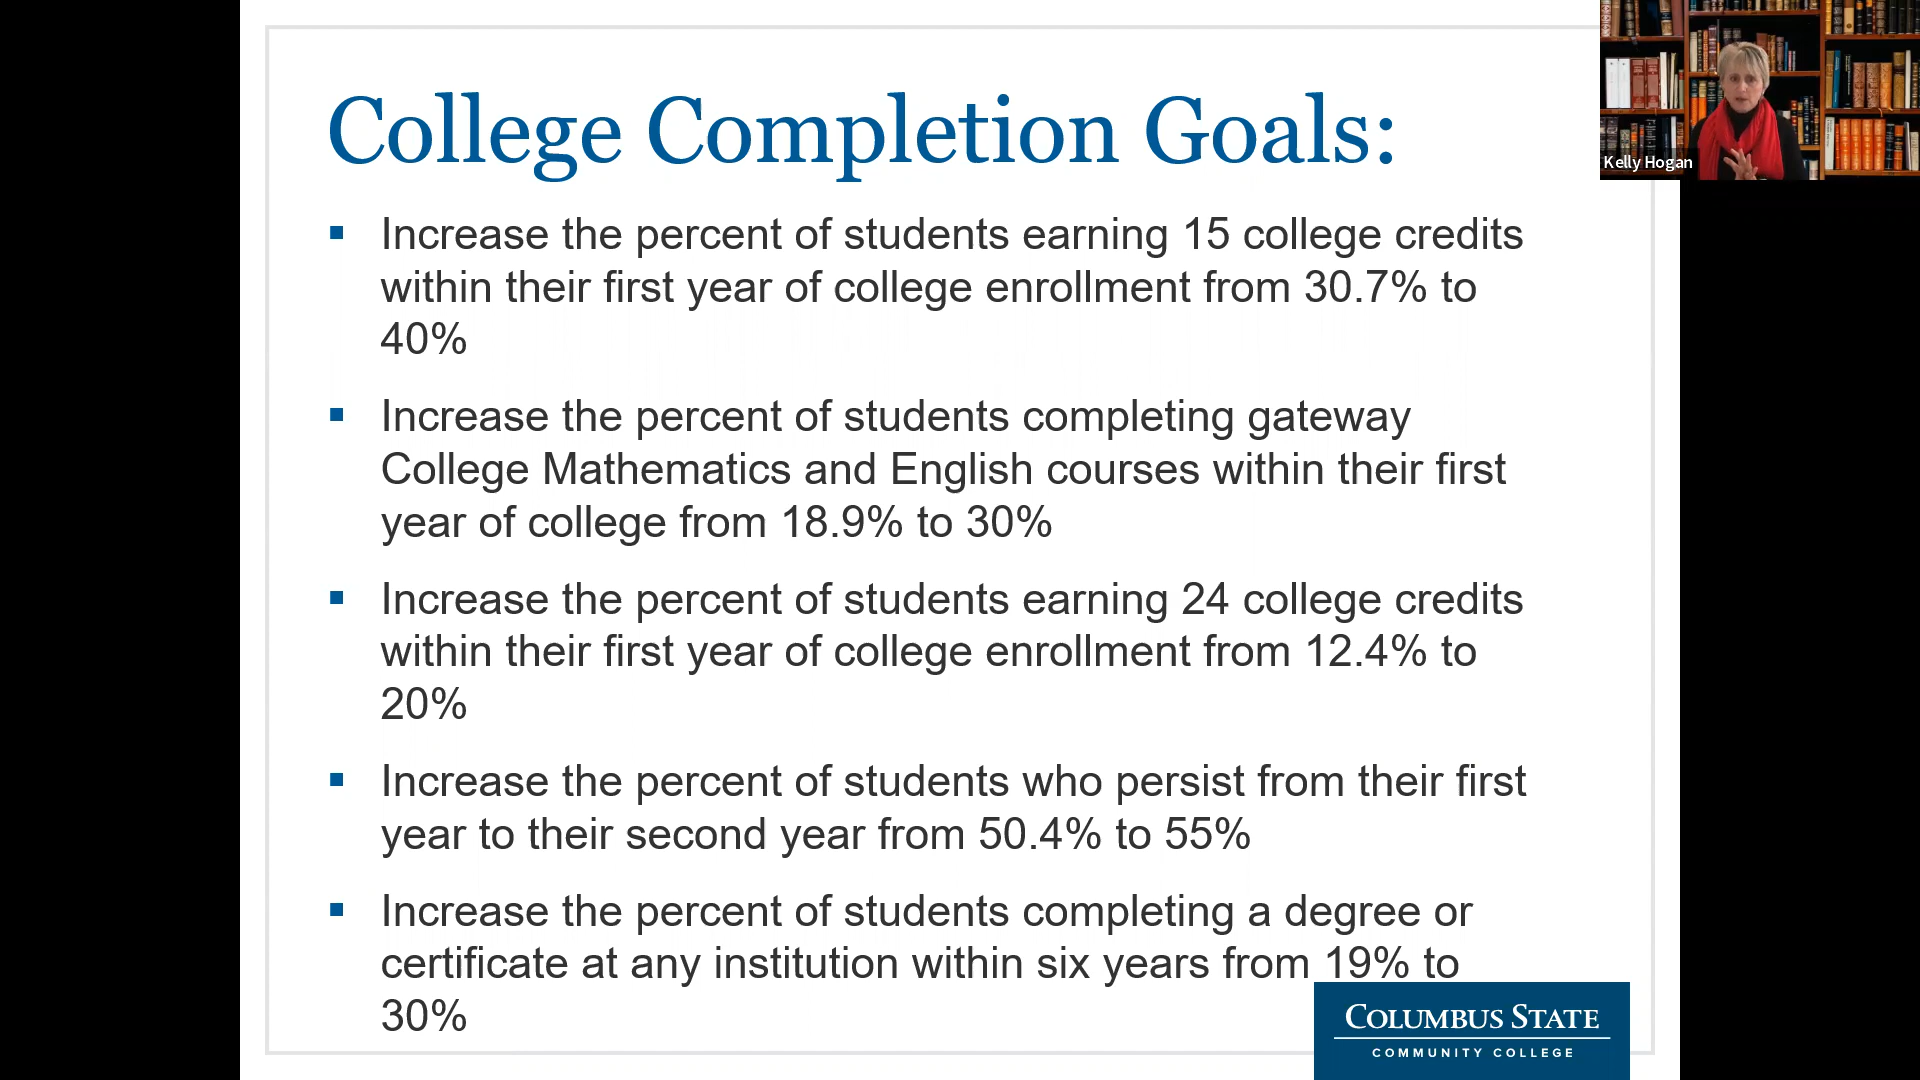 College Completion Goals:
Kelly Hogan
▪ Increase the percent of students earning 15 college credits
within their first year of college enrollment from 30.7% to
40%
▪ Increase the percent of students completing gateway
College Mathematics and English courses within their first
year of college from 18.9% to 30%
▪ Increase the percent of students earning 24 college credits
within their first year of college enrollment from 12.4% to
20%
▪ Increase the percent of students who persist from their first
year to their second year from 50.4% to 55%
▪ Increase the percent of students completing a degree or
certificate at any institution within six years from 19% to
30%
COLUMBUS STATE
COMMUNITY COLLEGE